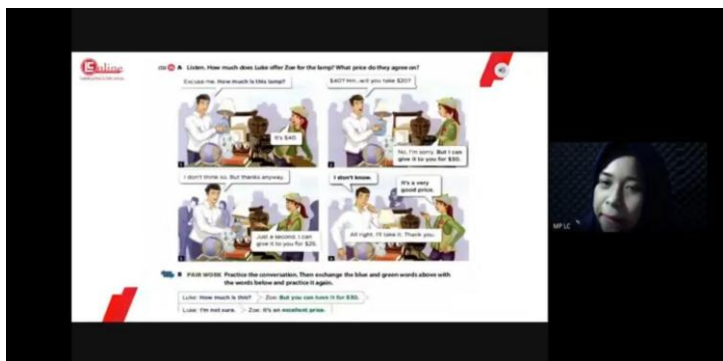 Online
A Listen. How much does Luke offer Zoe for the lamp? What price do they agree on?
Excuse me. How much is this lamp?
It's $40.
$40? Hm...will you take $20?
No, I'm sorry. But I can
give it to you for $30.
I don't think so. But thanks anyway.
Just a second. I can
give it to you for $25.
I don't know.
It's a very
good price.
All right. I'll take it. Thank you.
B PAIR WORK Practice the conversation. Then exchange the blue and green words above with
the words below and practice it again.
Luke: How much is this? Zoe: But you can have it for $30.
Luke: I'm not sure. Zoe: It's an excellent price.
MP LC